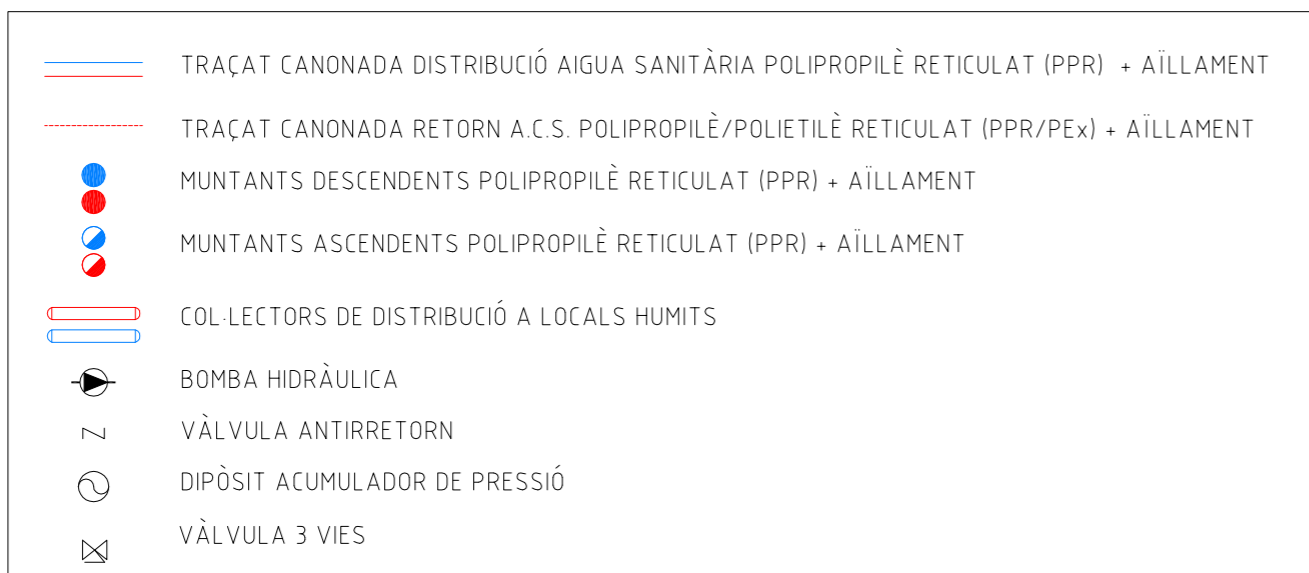 TRAÇAT CANONADA DISTRIBUCIÓ AIGUA SANITÀRIA POLIPROPILÈ RETICULAT (PPR) + AÏLLAMENT
TRAÇAT CANONADA RETORN A.C.S. POLIPROPILÈ/POLIETILÈ RETICULAT (PPR/PEx) + AÏLLAMENT
MUNTANTS DESCENDENTS POLIPROPILÈ RETICULAT (PPR) + AÏLLAMENT
MUNTANTS ASCENDENTS POLIPROPILÈ RETICULAT (PPR) + AÏLLAMENT
COL·LECTORS DE DISTRIBUCIÓ A LOCALS HUMITS
BOMBA HIDRÀULICA
VÀLVULA ANTIRRETORN
DIPÒSIT ACUMULADOR DE PRESSIÓ
VÀLVULA 3 VIES